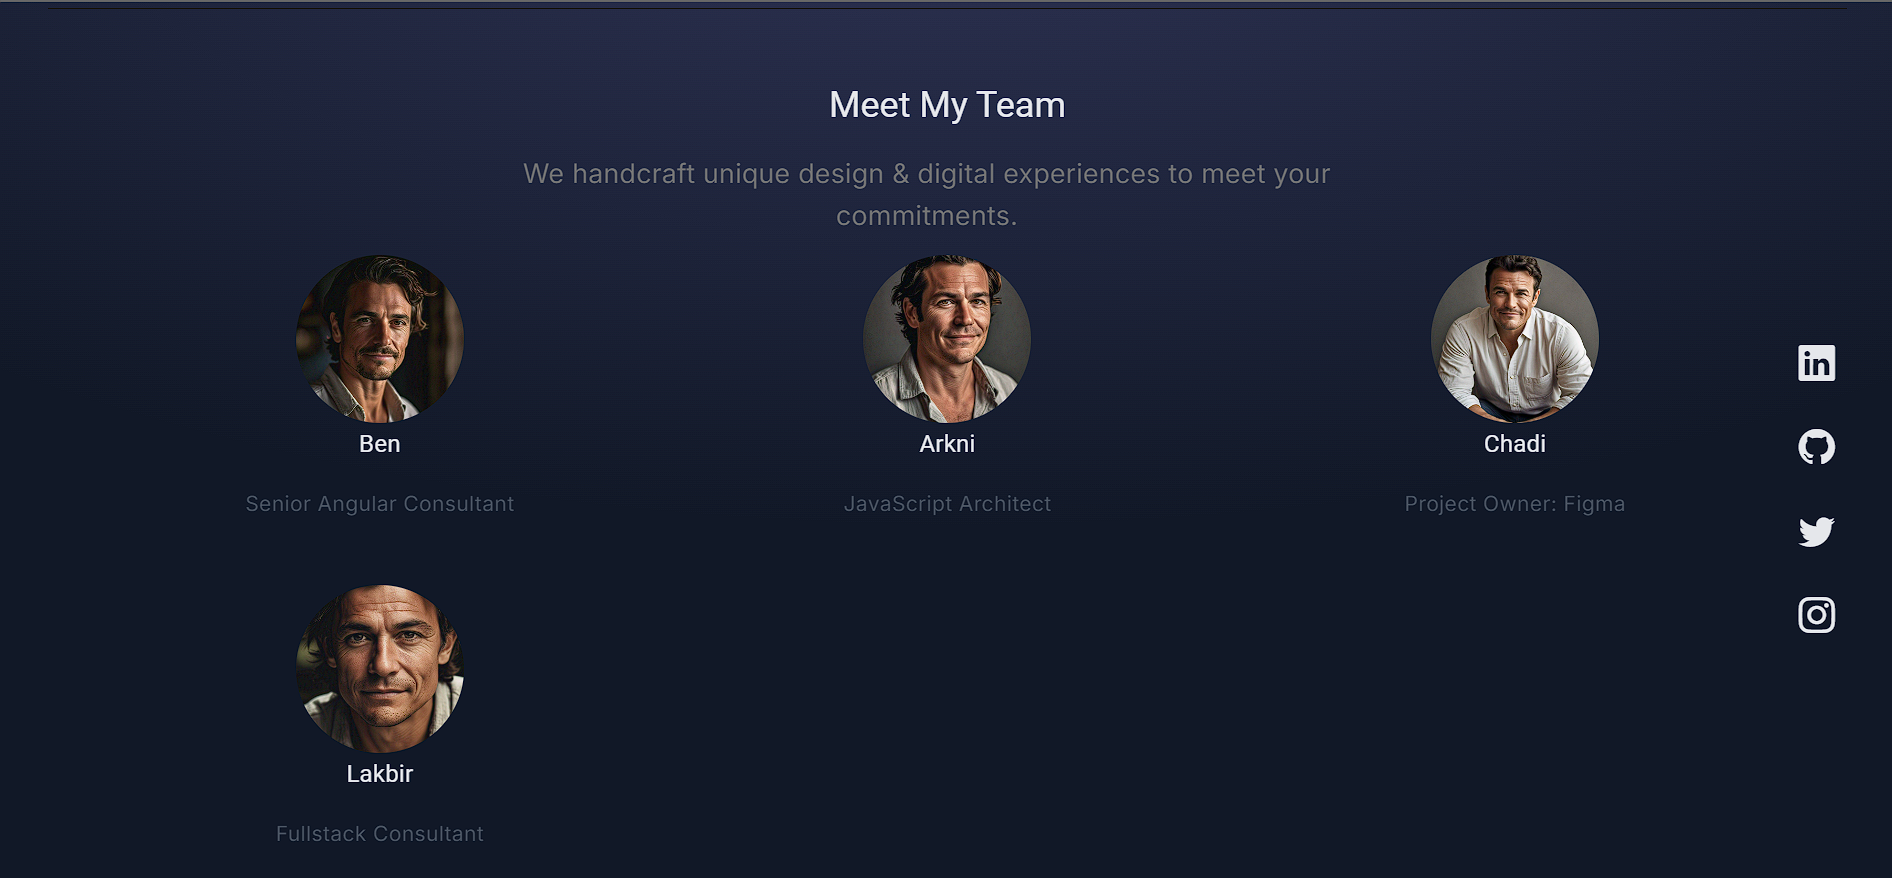 Meet My Team
We handcraft unique design & digital experiences to meet your
commitments.
Ben
Arkni
Chadi
Senior Angular Consultant
JavaScript Architect
Project Owner: Figma
in
Lakbir
Fullstack Consultant